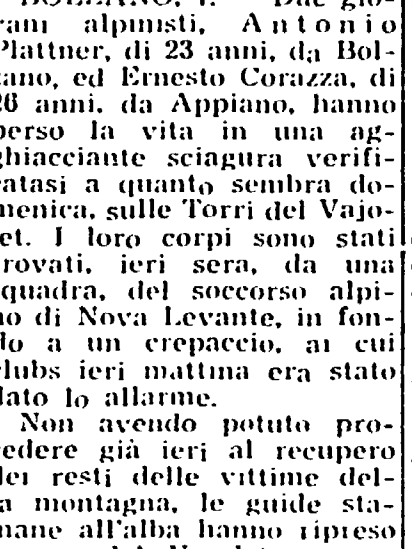 BOLZANO, 1. Due gio-
vani alpinisti, Antonio
Plattner, di 23 anni, da Bol-
zano, ed Ernesto Corazza, di
26 anni. da Appiano, hanno
perso la vita in una ag-
ghiacciante sciagura verifi-
catasi a quanto sembra do-
menica. sulle Torri del Vajo-
let. I loro corpi sono stati
trovati, ieri sera, da una
squadra, del soccorso alpi-
no di Nova Levante, in fon-
do a un crepaccio. ai cui
clubs ieri mattina era stato
dato lo allarme.
Non avendo potuto pro-
cedere già ieri al recupero
dei resti delle vittime del-
la montagna, le guide sta-
mane all'alba hanno ripreso